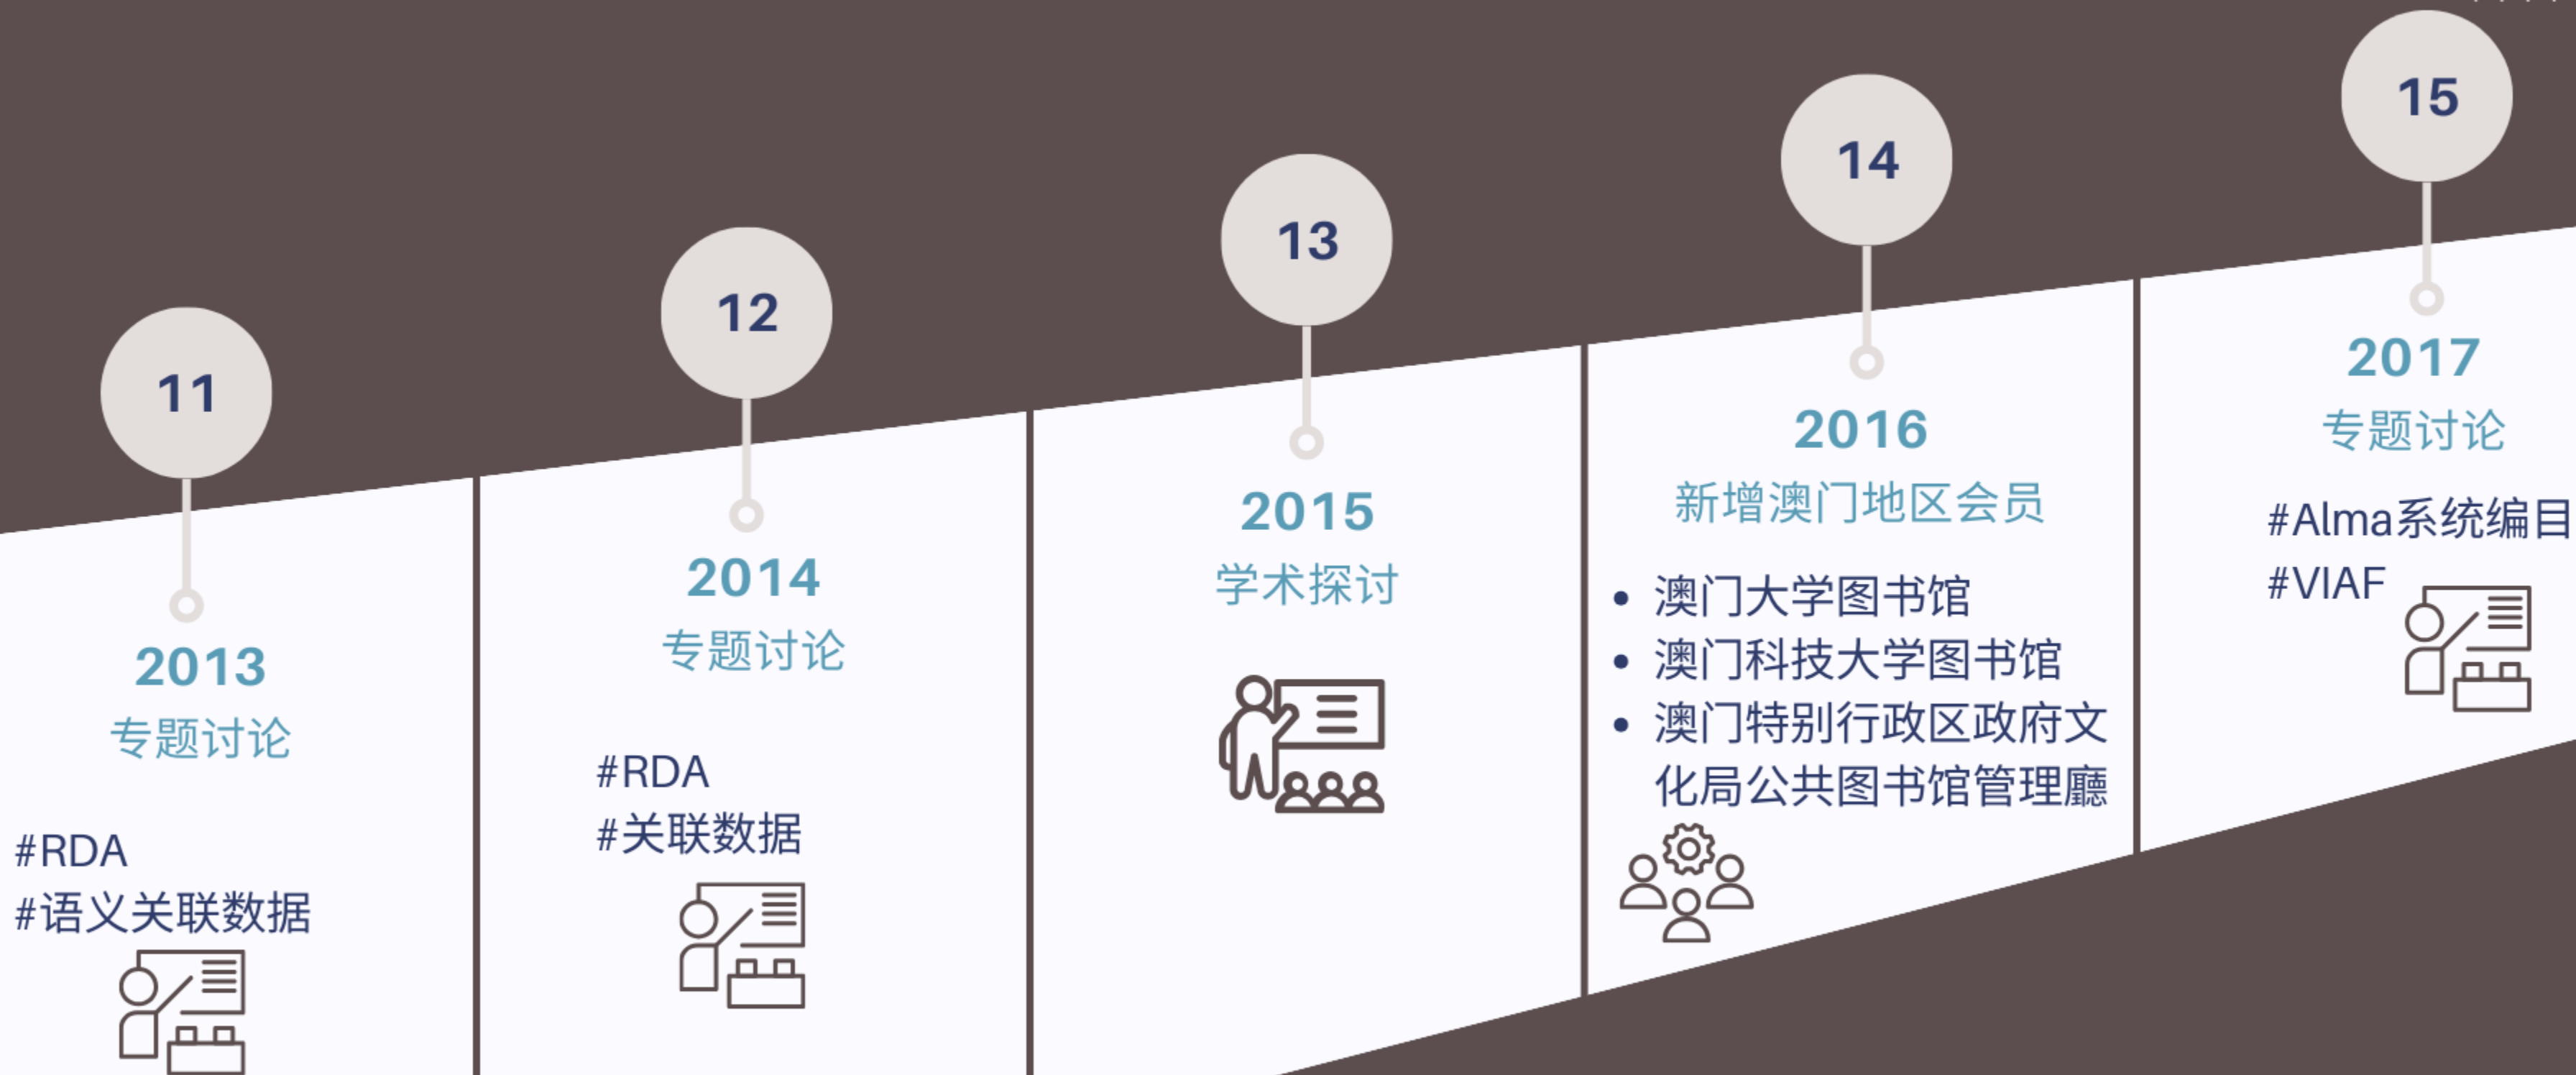 11
2013
专题讨论
#RDA
#语义关联数据
12
2014
专题讨论
#RDA
#关联数据
13
2015
学术探讨
14
2016
新增澳门地区会员
• 澳门大学图书馆
• 澳门科技大学图书馆
• 澳门特别行政区政府文
化局公共图书馆管理廳
15
2017
专题讨论
#Alma系统编目
#VIAF